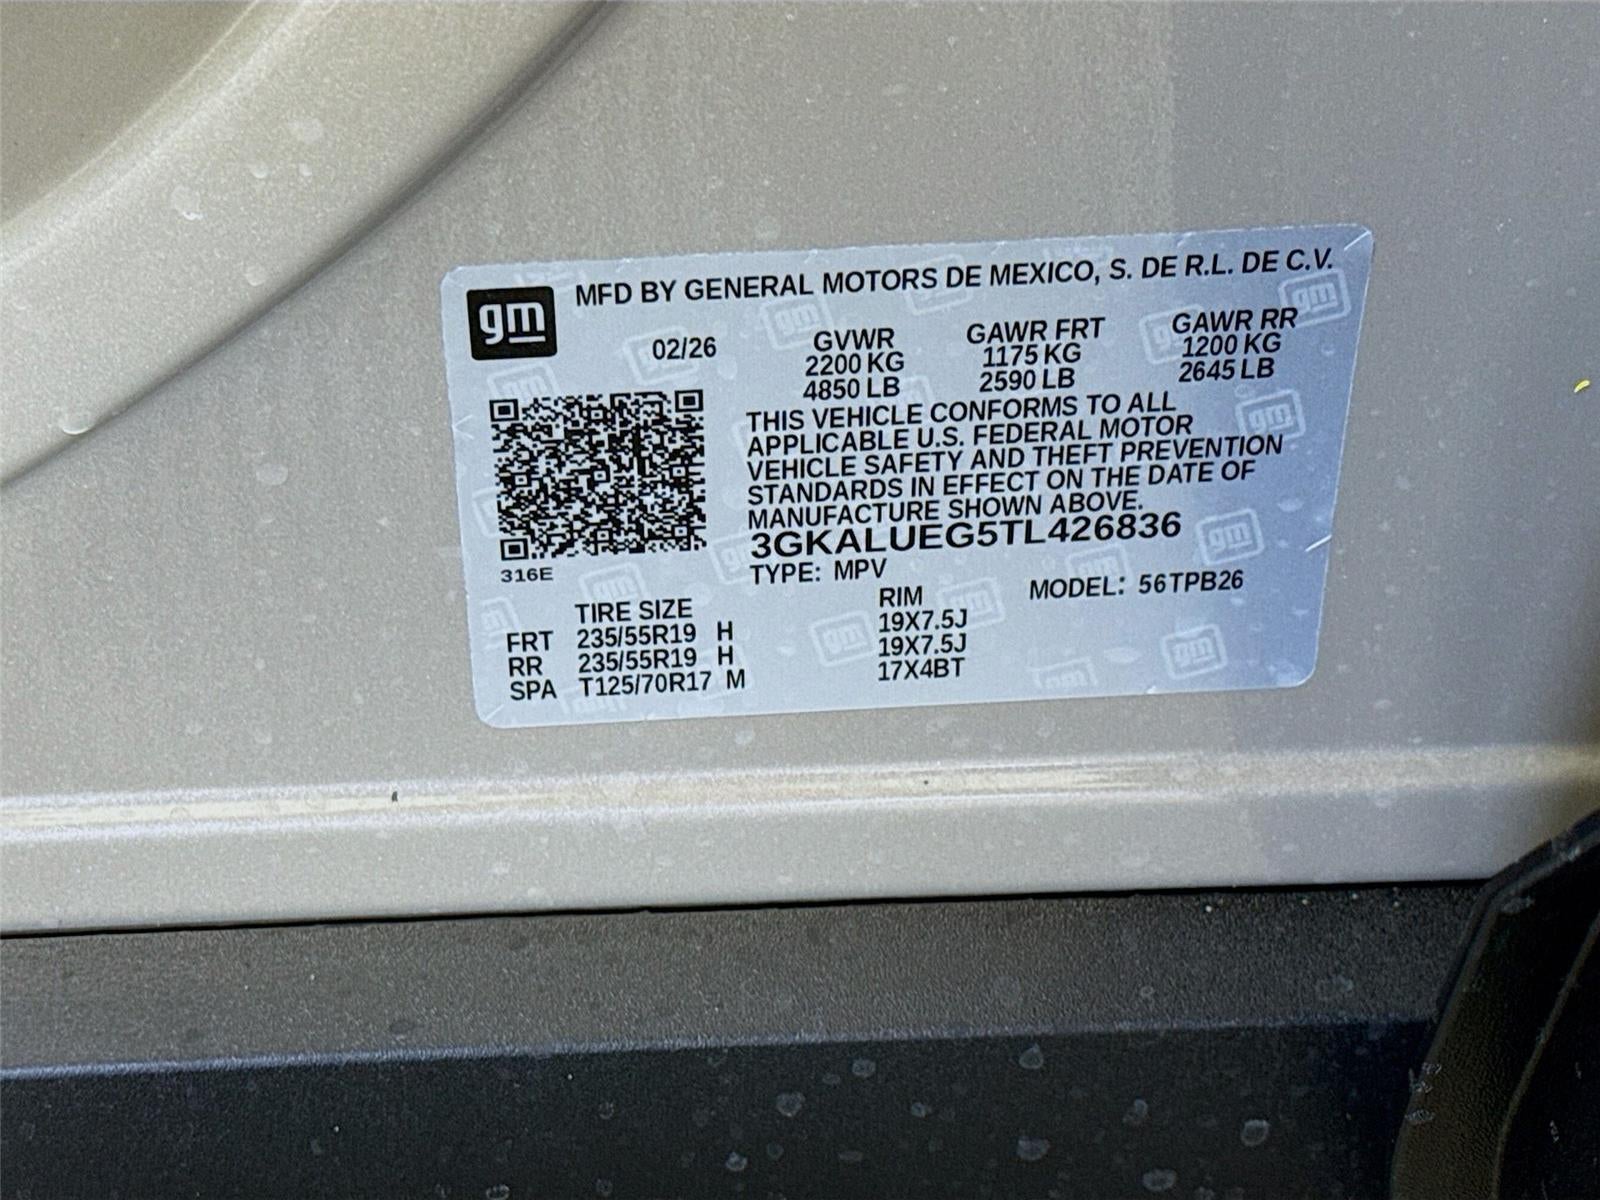 gm MFD BY GENERAL MOTORS DE MEXICO, S. DE R.L. DE C.V.
02/26
GVWR GAWR FRT GAWR RR
2200 KG 1175 KG 1200 KG
4850 LB 2590 LB 2645 LB
THIS VEHICLE CONFORMS TO ALL
APPLICABLE U.S. FEDERAL MOTOR
VEHICLE SAFETY AND THEFT PREVENTION
STANDARDS IN EFFECT ON THE DATE OF
MANUFACTURE SHOWN ABOVE.
3GKALUEG5TL426836
316E
TYPE: MPV MODEL: 56TPB26
TIRE SIZE RIM
FRT 235/55R19 H 19X7.5J
RR 235/55R19 H 19X7.5J
SPA T125/70R17 M 17X4BT